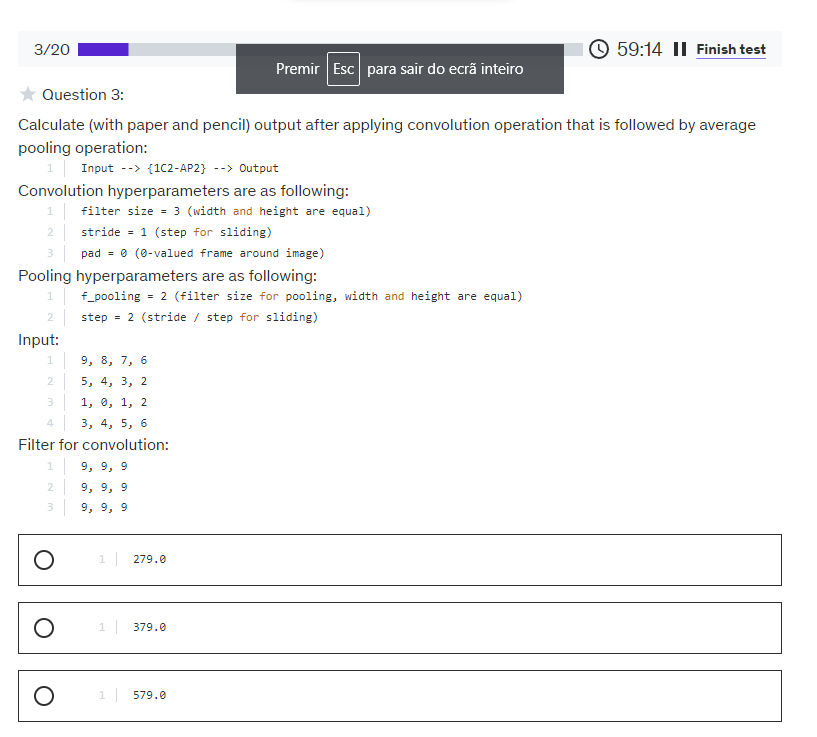 3/20
59:14
Finish test
Premir Esc para sair do ecrã inteiro
Question 3:
Calculate (with paper and pencil) output after applying convolution operation that is followed by average
pooling operation:
1 Input --> {1C2-AP2} --> Output
Convolution hyperparameters are as following:
1 filter size = 3 (width and height are equal)
2 stride = 1 (step for sliding)
3 pad = 0 (0-valued frame around image)
Pooling hyperparameters are as following:
1 f_pooling = 2 (filter size for pooling, width and height are equal)
2 step = 2 (stride / step for sliding)
Input:
1 9, 8, 7, 6
2 5, 4, 3, 2
3 1, 0, 1, 2
4 3, 4, 5, 6
Filter for convolution:
1 9, 9, 9
2 9, 9, 9
3 9, 9, 9
1 279.0
1 379.0
1 579.0